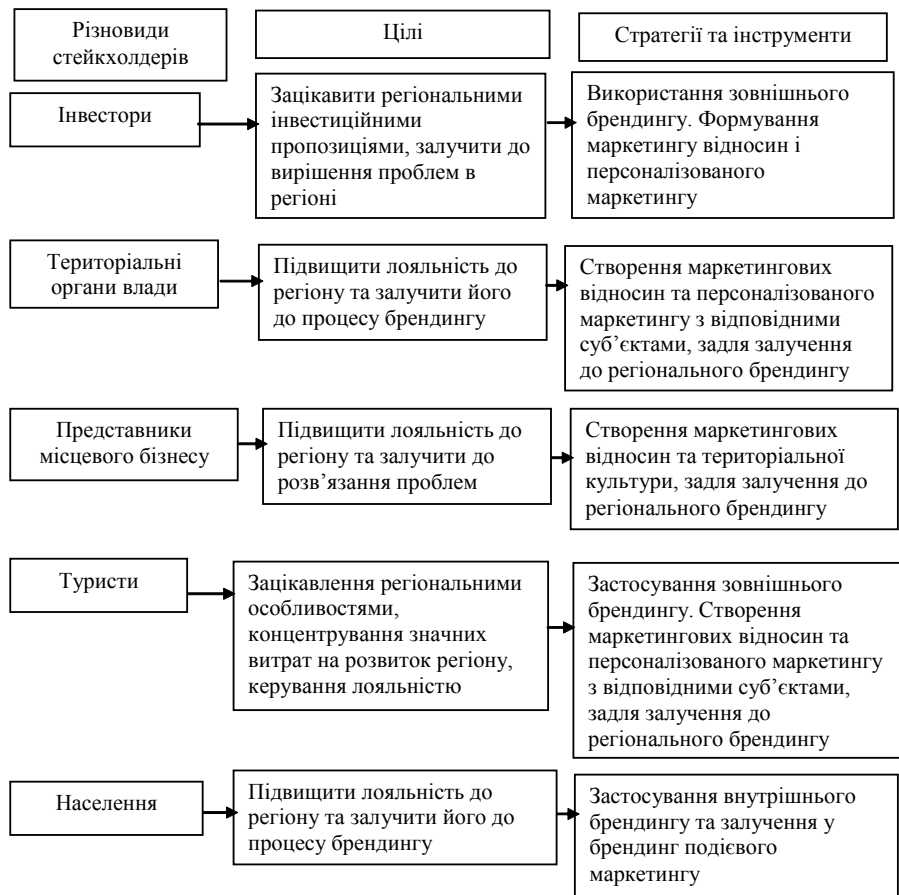 Різновиди
стейкхолдерів
Цілі
Стратегії та інструменти
Інвестори
Зацікавити регіональними
інвестиційними
пропозиціями, залучити до
вирішення проблем в
регіоні
Використання зовнішнього
брендингу. Формування
маркетингу відносин і
персоналізованого
маркетингу
Територіальні
органи влади
Підвищити лояльність до
регіону та залучити його
до процесу брендингу
Створення маркетингових
відносин та персоналізованого
маркетингу з відповідними
суб’єктами, задля залучення
до регіонального брендингу
Представники
місцевого бізнесу
Підвищити лояльність до
регіону та залучити до
розв’язання проблем
Створення маркетингових
відносин та територіальної
культури, задля залучення до
регіонального брендингу
Туристи
Зацікавлення регіональними
особливостями,
концентрування значних
витрат на розвиток регіону,
керування лояльністю
Застосування зовнішнього
брендингу. Створення
маркетингових відносин та
персоналізованого маркетингу
з відповідними суб’єктами,
задля залучення до
регіонального брендингу
Населення
Підвищити лояльність до
регіону та залучити його до
процесу брендингу
Застосування внутрішнього
брендингу та залучення у
брендинг подієвого
маркетингу